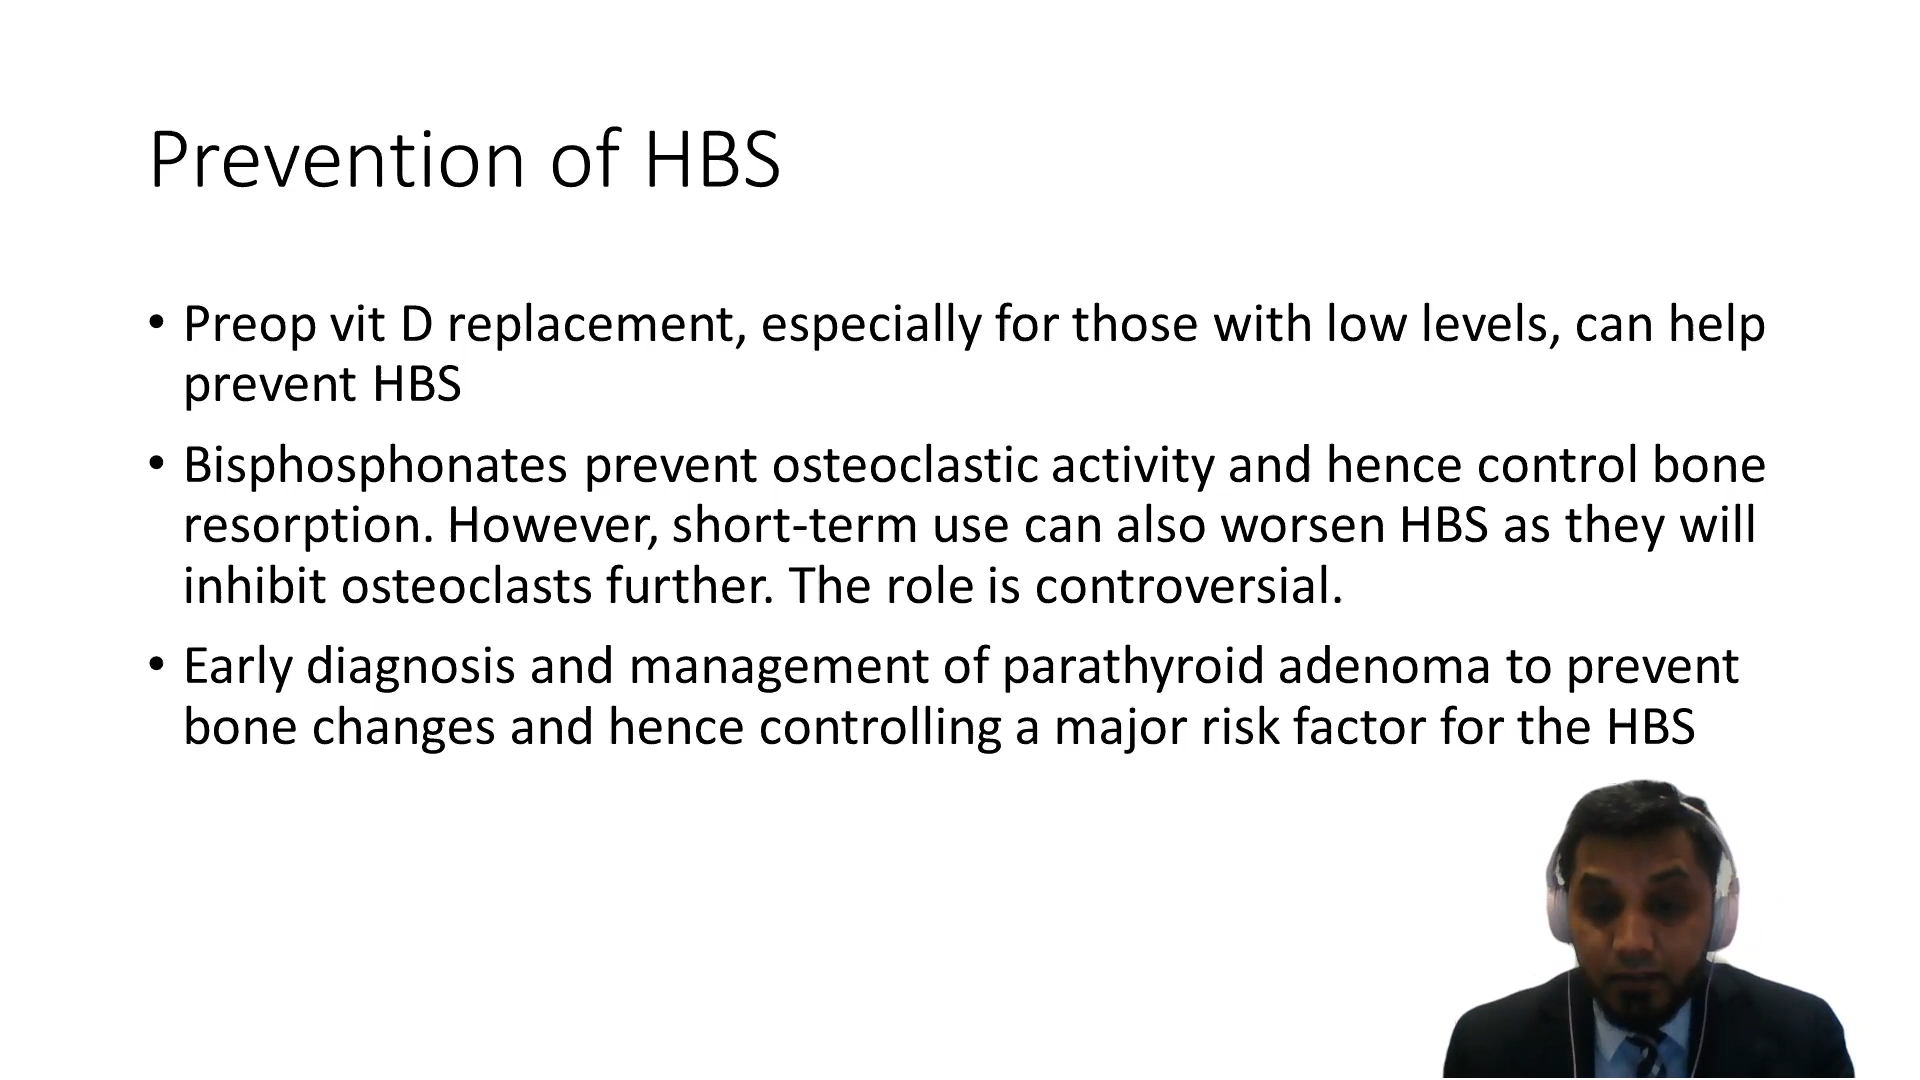 Prevention of HBS
• Preop vit D replacement, especially for those with low levels, can help
prevent HBS
• Bisphosphonates prevent osteoclastic activity and hence control bone
resorption. However, short-term use can also worsen HBS as they will
inhibit osteoclasts further. The role is controversial.
• Early diagnosis and management of parathyroid adenoma to prevent
bone changes and hence controlling a major risk factor for the HBS